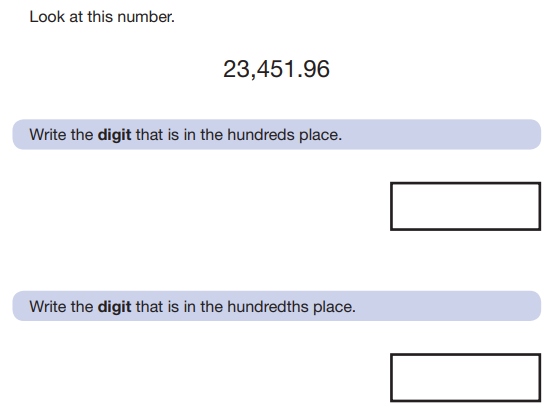 Look at this number.
23,451.96
Write the digit that is in the hundreds place.
Write the digit that is in the hundredths place.